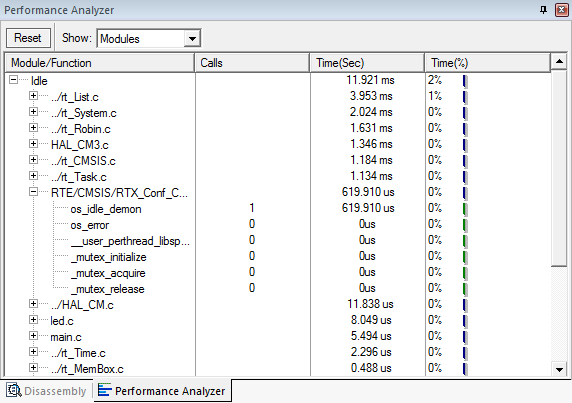 Performance Analyzer
Reset Show: Modules
Module/Function Calls Time(Sec) Time(%)
Idle 11.921 ms 2%
../rt_List.c 3.953 ms 1%
../rt_System.c 2.024 ms 0%
../rt_Robin.c 1.631 ms 0%
HAL_CM3.c 1.346 ms 0%
../rt_CMSIS.c 1.184 ms 0%
../rt_Task.c 1.134 ms 0%
RTE/CMSIS/RTX_Conf_C... 619.910 us 0%
os_idle_demon 1 619.910 us 0%
os_error 0 0us 0%
__user_perthread_libsp... 0 0us 0%
_mutex_initialize 0 0us 0%
_mutex_acquire 0 0us 0%
_mutex_release 0 0us 0%
../HAL_CM.c 11.838 us 0%
led.c 8.049 us 0%
main.c 5.494 us 0%
../rt_Time.c 2.296 us 0%
../rt_MemBox.c 0.488 us 0%
Disassembly Performance Analyzer